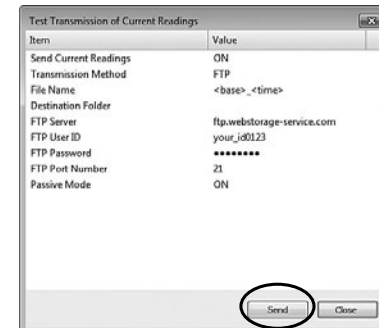 Test Transmission of Current Readings
Item Value
Send Current Readings ON
Transmission Method FTP
File Name <base>_<time>
Destination Folder
FTP Server ftp.webstorage-service.com
FTP User ID your_id0123
FTP Password ●●●●●●●●
FTP Port Number 21
Passive Mode ON
Send Close